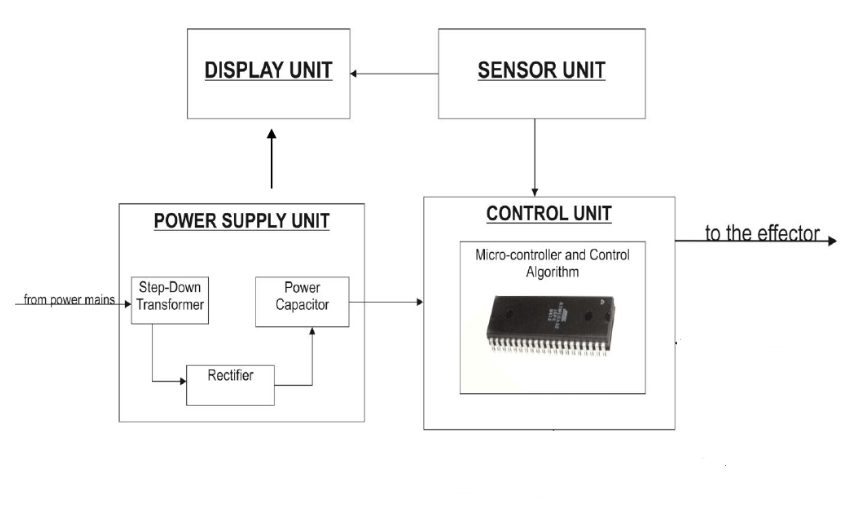 DISPLAY UNIT
SENSOR UNIT
POWER SUPPLY UNIT
CONTROL UNIT
to the effector
Micro-controller and Control
Algorithm
from power mains
Step-Down
Transformer
Power
Capacitor
Rectifier